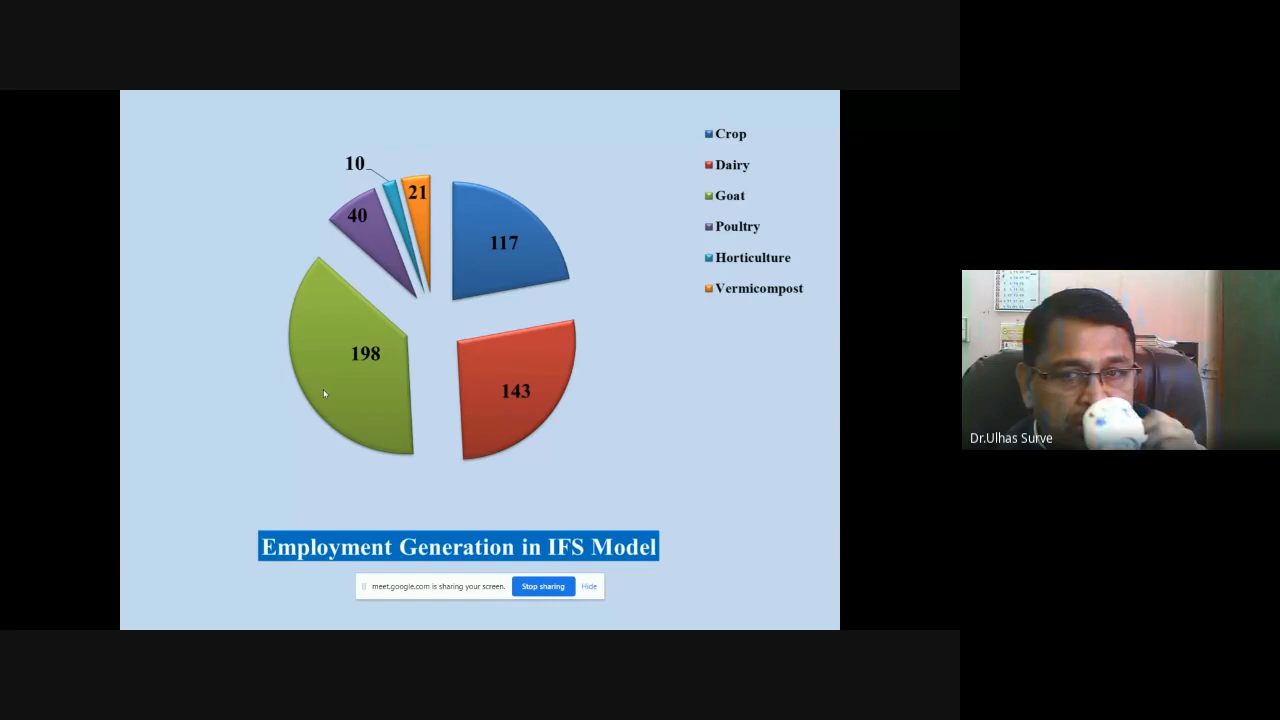 10
21
40
117
198
143
Crop
Dairy
Goat
Poultry
Horticulture
Vermicompost
Employment Generation in IFS Model
meet.google.com is sharing your screen. Stop sharing Hide
Dr.Ulhas Surve